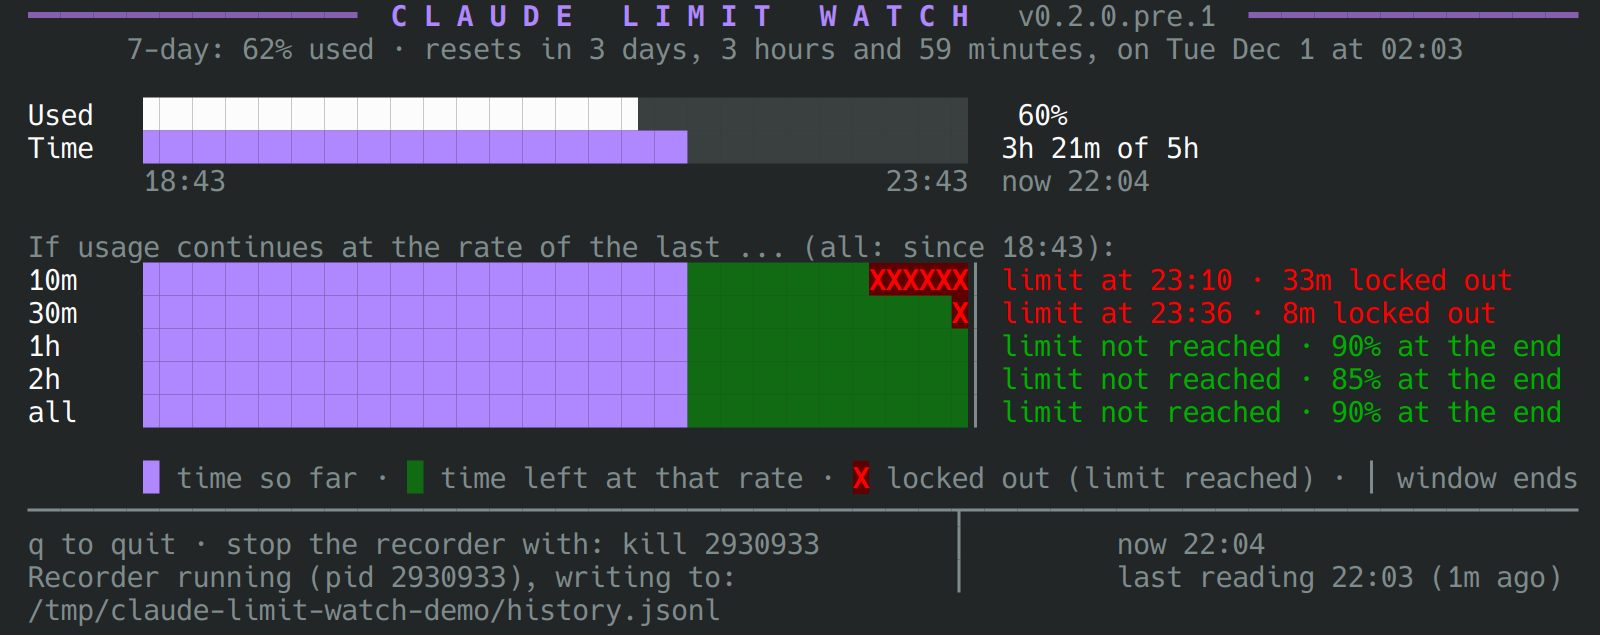 CLAUDE LIMIT WATCH v0.2.0.pre.1
7-day: 62% used · resets in 3 days, 3 hours and 59 minutes, on Tue Dec 1 at 02:03
Used 60%
Time 3h 21m of 5h
18:43 23:43 now 22:04
If usage continues at the rate of the last ... (all: since 18:43):
10m XXXXXX limit at 23:10 · 33m locked out
30m X limit at 23:36 · 8m locked out
1h limit not reached · 90% at the end
2h limit not reached · 85% at the end
all limit not reached · 90% at the end
time so far · time left at that rate · X locked out (limit reached) · | window ends
q to quit · stop the recorder with: kill 2930933 now 22:04
Recorder running (pid 2930933), writing to: last reading 22:03 (1m ago)
/tmp/claude-limit-watch-demo/history.jsonl